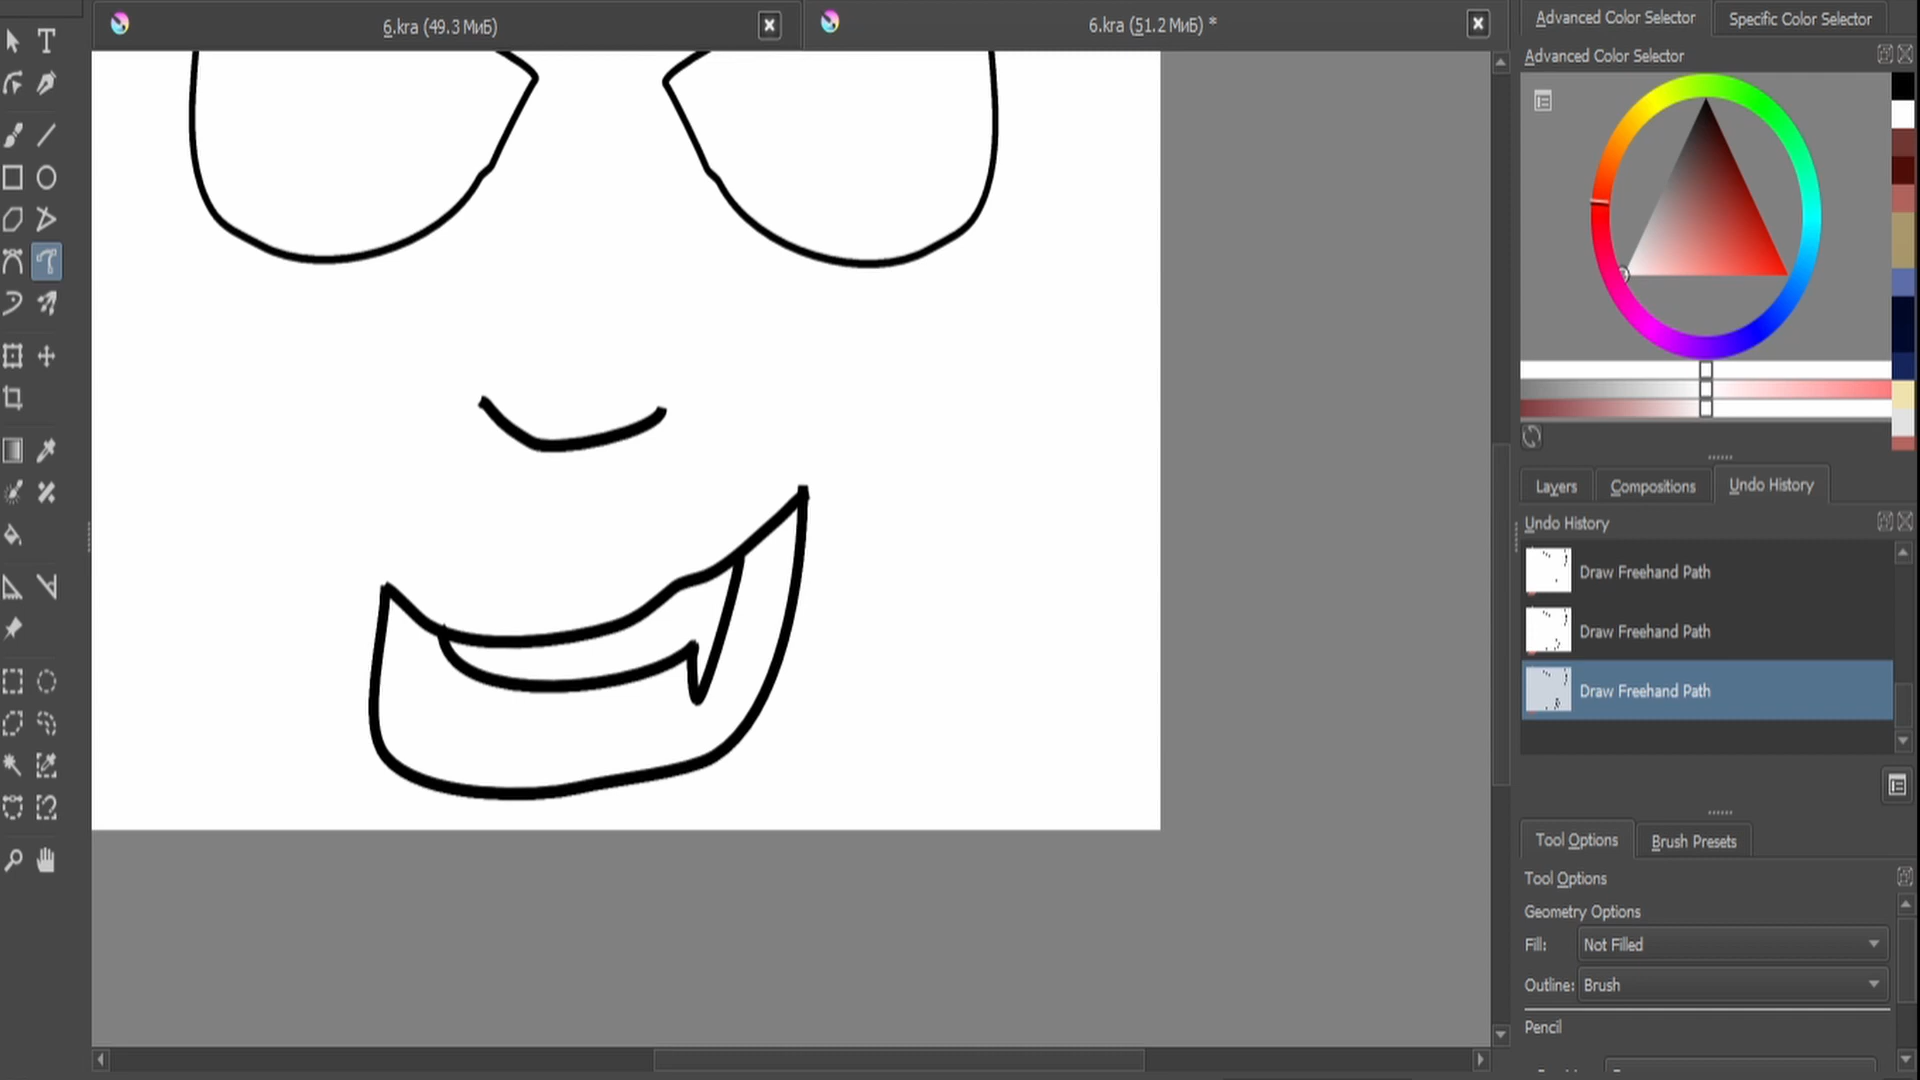 6.kra (49.3 МиБ)
6.kra (51.2 МиБ) *
Advanced Color Selector
Specific Color Selector
Advanced Color Selector
Layers
Compositions
Undo History
Undo History
Draw Freehand Path
Draw Freehand Path
Draw Freehand Path
Tool Options
Brush Presets
Tool Options
Geometry Options
Fill: Not Filled
Outline: Brush
Pencil